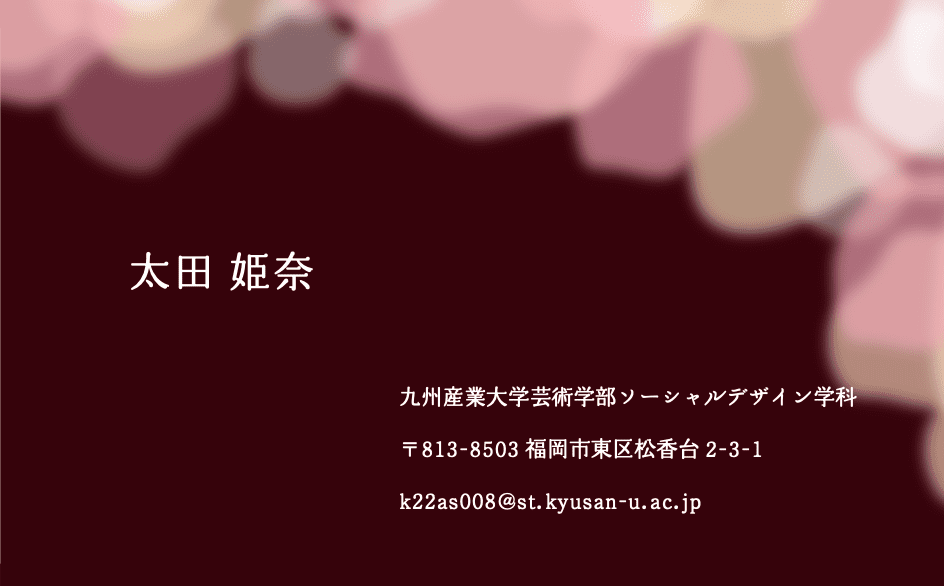 太田 姫奈
九州産業大学芸術学部ソーシャルデザイン学科
〒813-8503 福岡市東区松香台 2-3-1
k22as008@st.kyusan-u.ac.jp